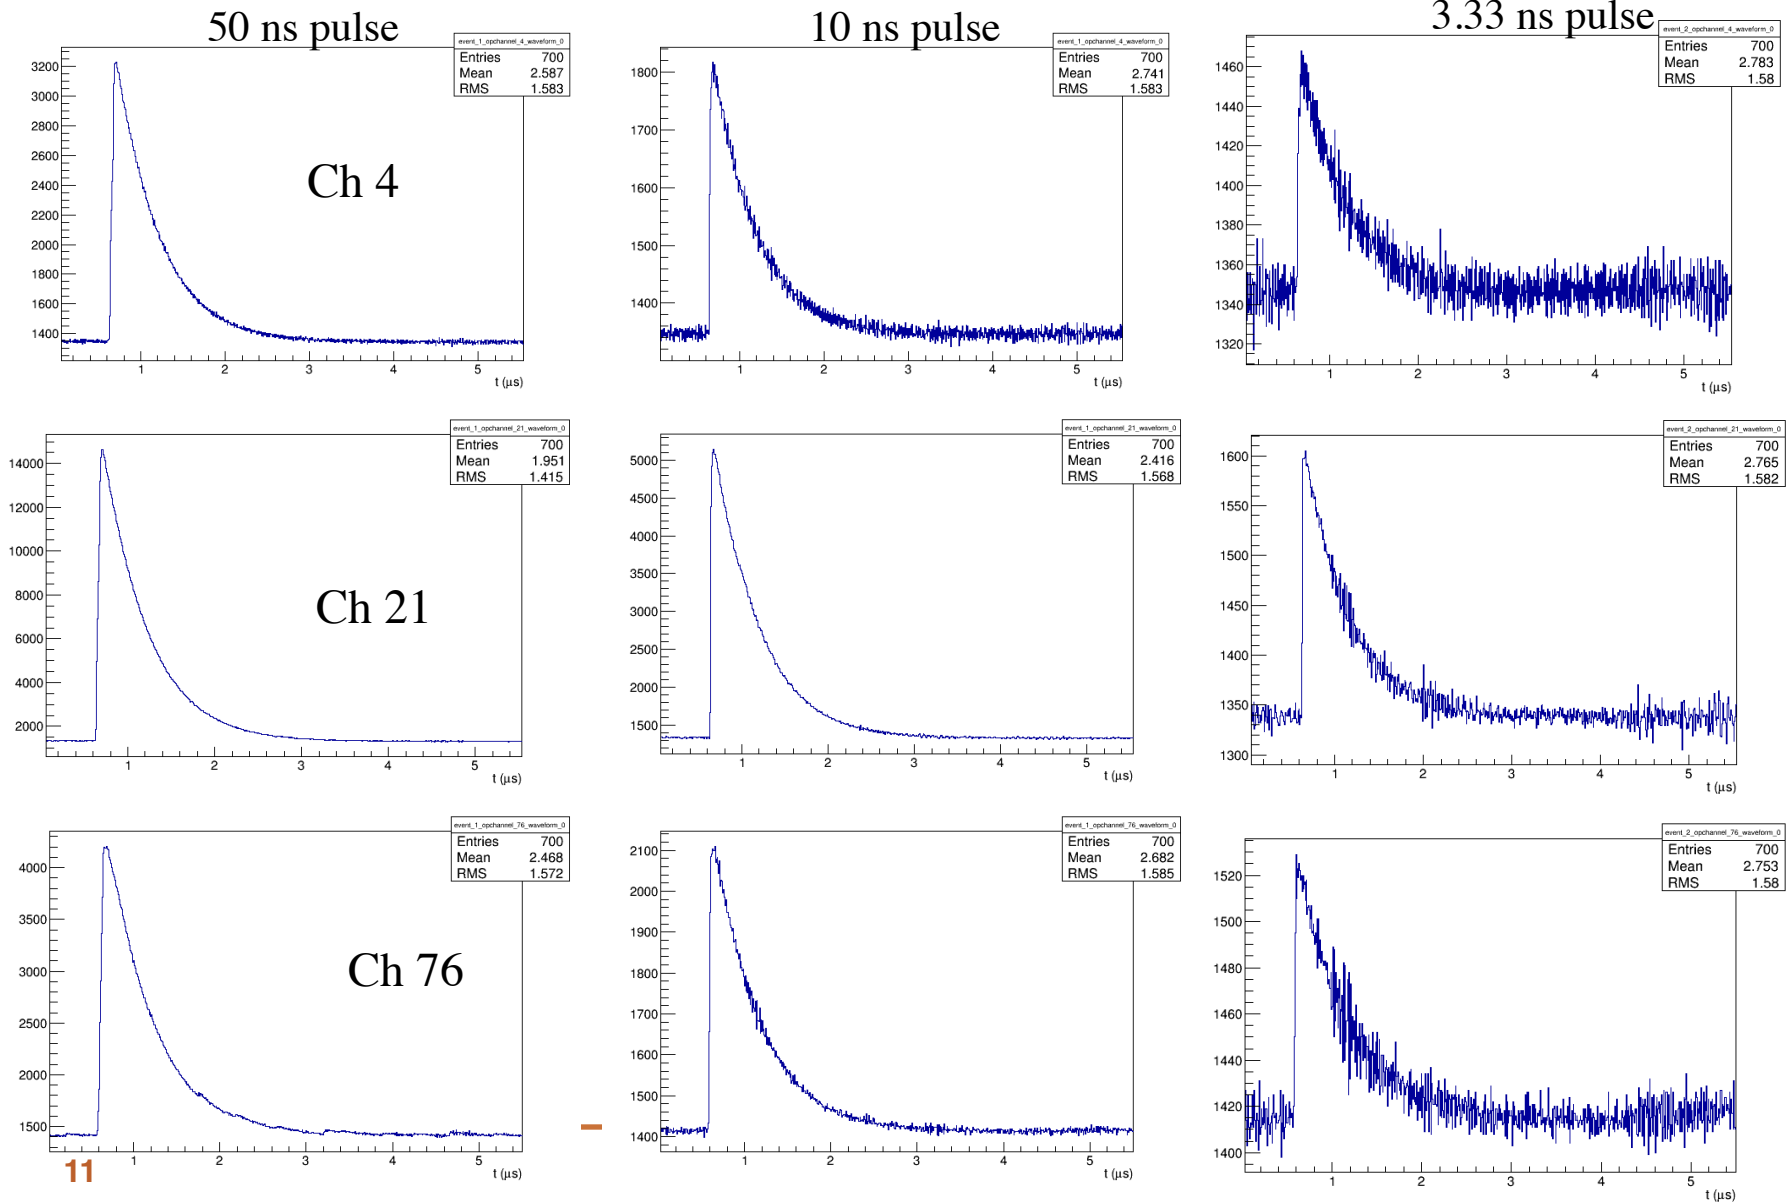 50 ns pulse
10 ns pulse
3.33 ns pulse
event_1_opchannel_4_waveform_0
Entries 700
Mean 2.587
RMS 1.583
3200
3000
2800
2600
2400
2200
2000
1800
1600
1400
Ch 4
1 2 3 4 5
t (μs)
event_1_opchannel_4_waveform_0
Entries 700
Mean 2.741
RMS 1.583
1800
1700
1600
1500
1400
1 2 3 4 5
t (μs)
event_2_opchannel_4_waveform_0
Entries 700
Mean 2.783
RMS 1.58
1460
1440
1420
1400
1380
1360
1340
1320
1 2 3 4 5
t (μs)
event_1_opchannel_21_waveform_0
Entries 700
Mean 1.951
RMS 1.415
14000
12000
10000
8000
6000
4000
2000
Ch 21
1 2 3 4 5
t (μs)
event_1_opchannel_21_waveform_0
Entries 700
Mean 2.416
RMS 1.568
5000
4500
4000
3500
3000
2500
2000
1500
1 2 3 4 5
t (μs)
event_2_opchannel_21_waveform_0
Entries 700
Mean 2.765
RMS 1.582
1600
1550
1500
1450
1400
1350
1300
1 2 3 4 5
t (μs)
event_1_opchannel_76_waveform_0
Entries 700
Mean 2.468
RMS 1.572
4000
3500
3000
2500
2000
1500
Ch 76
1 2 3 4 5
t (μs)
event_1_opchannel_76_waveform_0
Entries 700
Mean 2.682
RMS 1.585
2100
2000
1900
1800
1700
1600
1500
1400
1 2 3 4 5
t (μs)
event_2_opchannel_76_waveform_0
Entries 700
Mean 2.753
RMS 1.58
1520
1500
1480
1460
1440
1420
1400
1 2 3 4 5
t (μs)
11